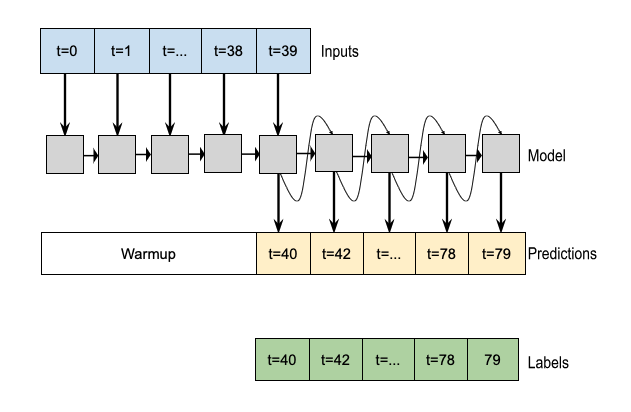 t=0 t=1 t=... t=38 t=39 Inputs
Model
Warmup t=40 t=42 t=... t=78 t=79 Predictions
t=40 t=42 t=... t=78 79 Labels